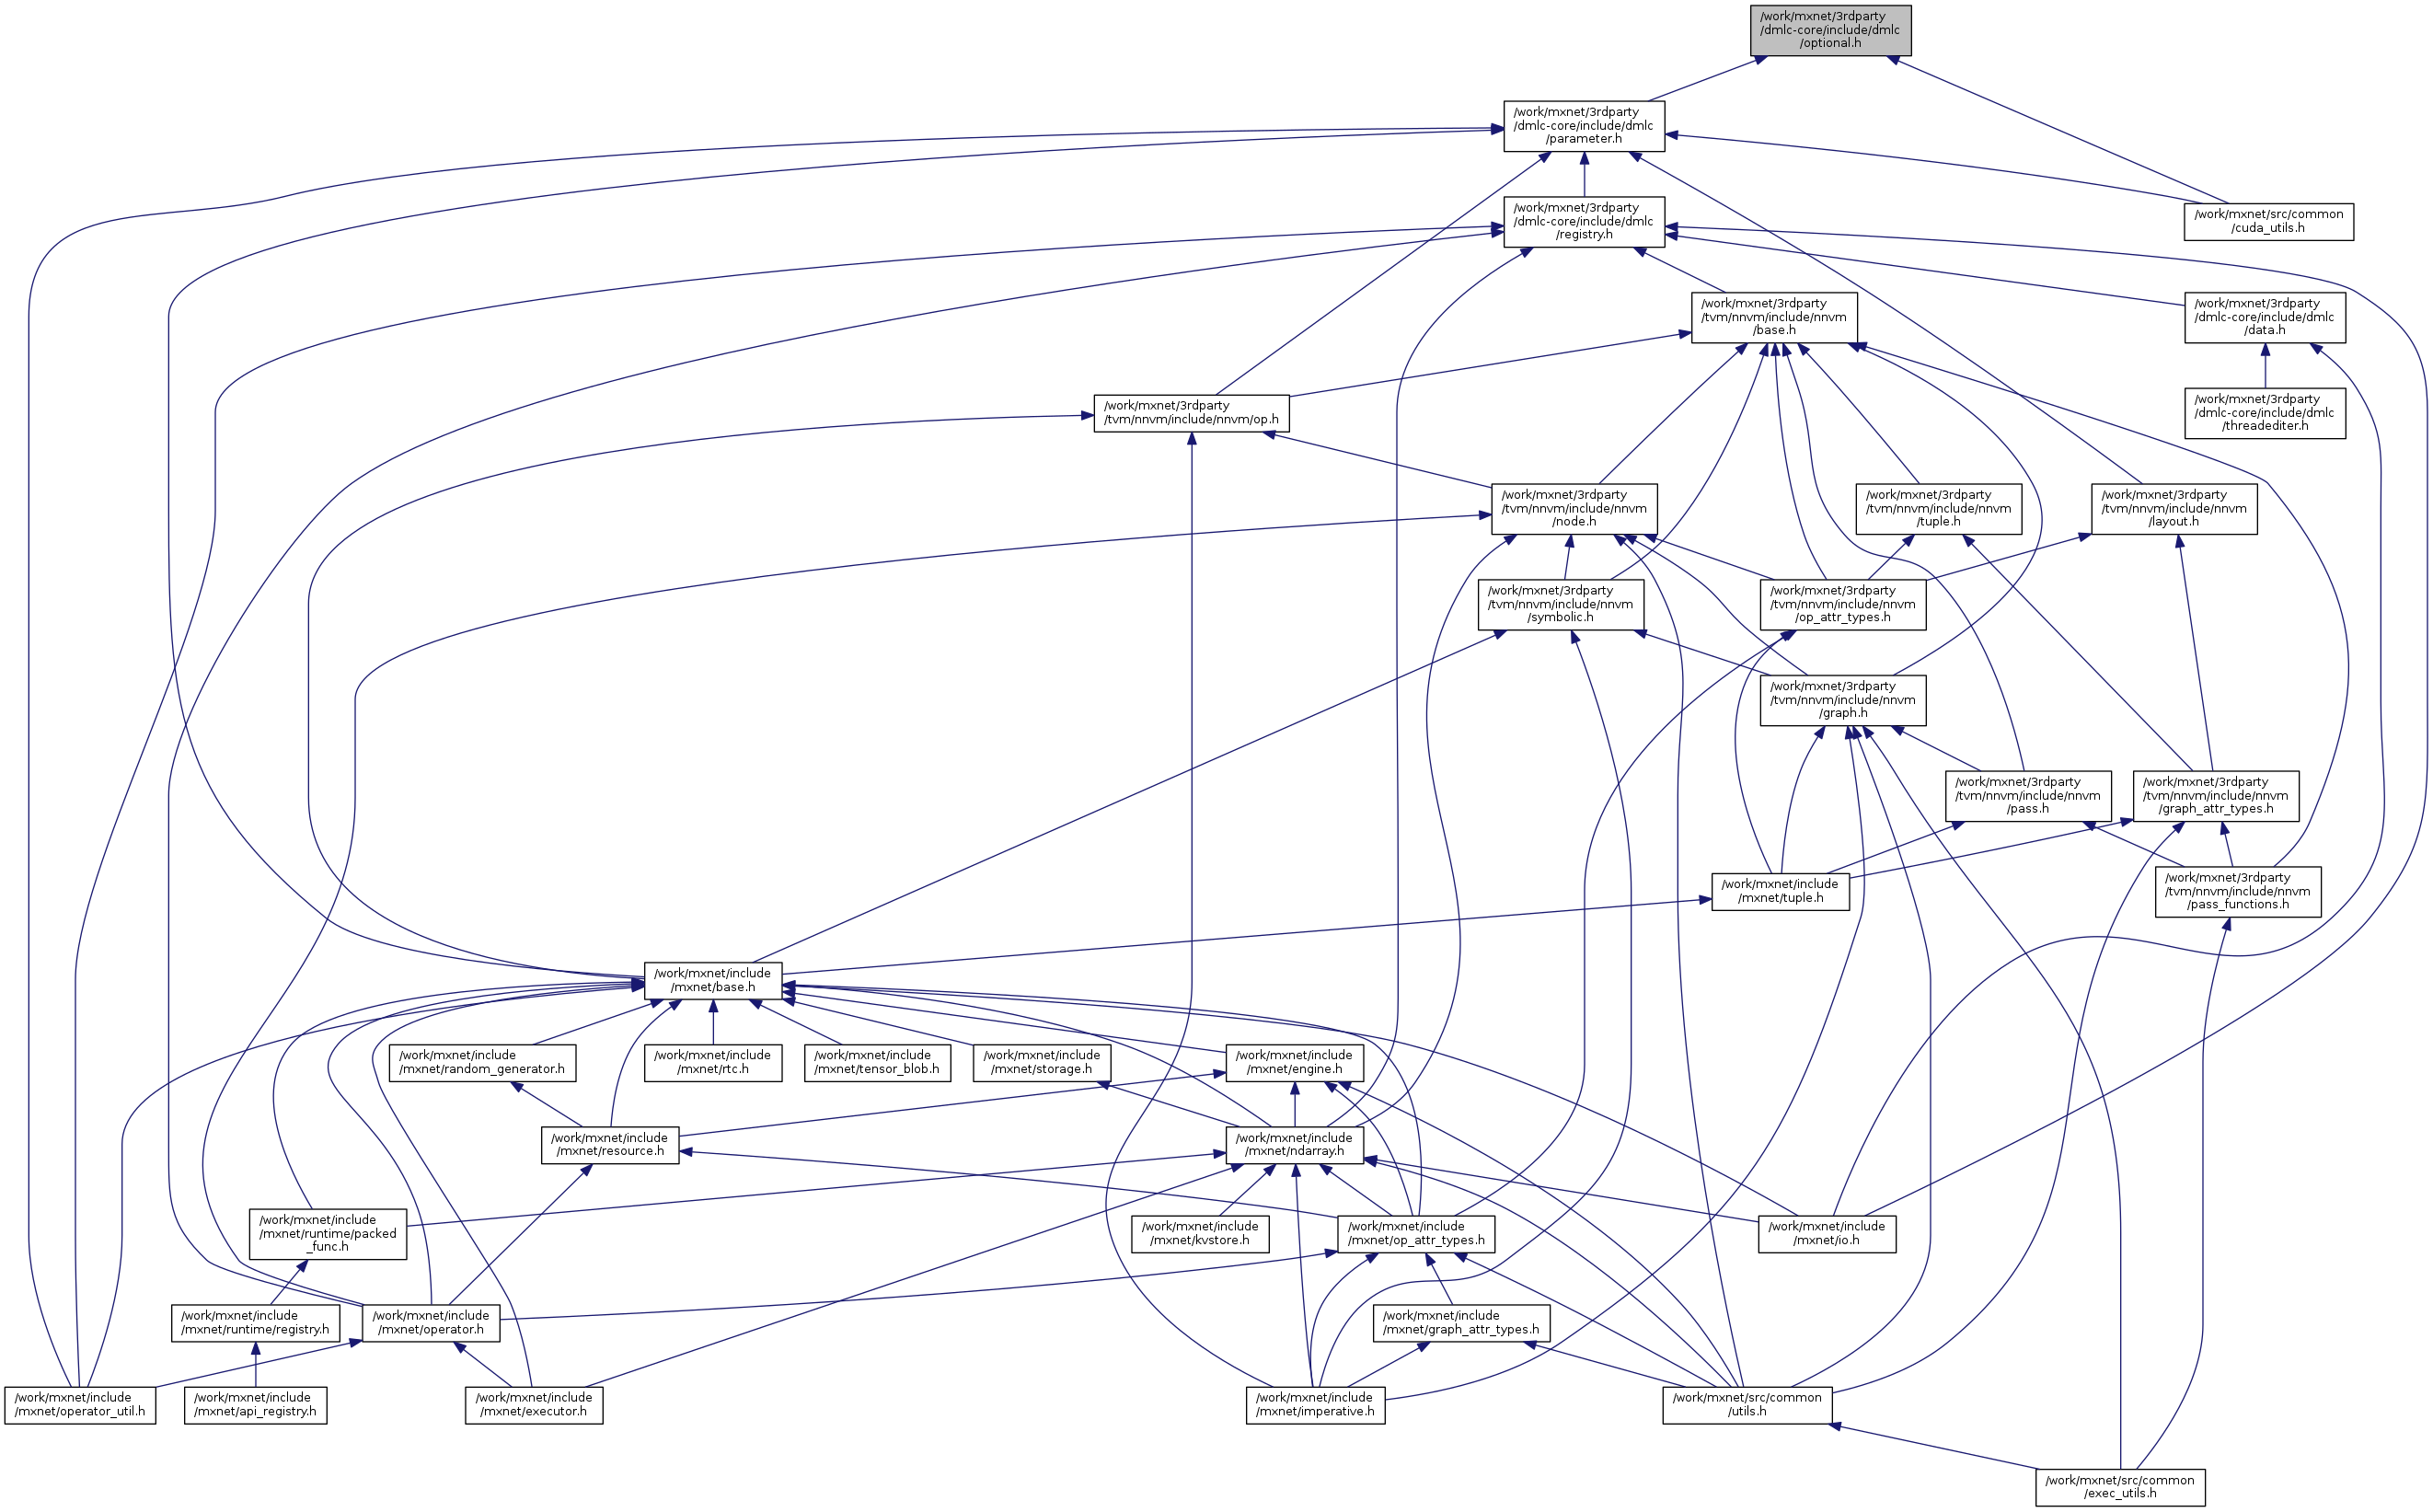 /work/mxnet/3rdparty
/dmlc-core/include/dmlc
/optional.h
/work/mxnet/3rdparty
/dmlc-core/include/dmlc
/parameter.h
/work/mxnet/3rdparty
/dmlc-core/include/dmlc
/registry.h
/work/mxnet/src/common
/cuda_utils.h
/work/mxnet/3rdparty
/tvm/nnvm/include/nnvm
/base.h
/work/mxnet/3rdparty
/dmlc-core/include/dmlc
/data.h
/work/mxnet/3rdparty
/tvm/nnvm/include/nnvm/op.h
/work/mxnet/3rdparty
/dmlc-core/include/dmlc
/threadediter.h
/work/mxnet/3rdparty
/tvm/nnvm/include/nnvm
/node.h
/work/mxnet/3rdparty
/tvm/nnvm/include/nnvm
/tuple.h
/work/mxnet/3rdparty
/tvm/nnvm/include/nnvm
/layout.h
/work/mxnet/3rdparty
/tvm/nnvm/include/nnvm
/symbolic.h
/work/mxnet/3rdparty
/tvm/nnvm/include/nnvm
/op_attr_types.h
/work/mxnet/3rdparty
/tvm/nnvm/include/nnvm
/graph.h
/work/mxnet/3rdparty
/tvm/nnvm/include/nnvm
/pass.h
/work/mxnet/3rdparty
/tvm/nnvm/include/nnvm
/graph_attr_types.h
/work/mxnet/include
/mxnet/tuple.h
/work/mxnet/3rdparty
/tvm/nnvm/include/nnvm
/pass_functions.h
/work/mxnet/include
/mxnet/base.h
/work/mxnet/include
/mxnet/random_generator.h
/work/mxnet/include
/mxnet/rtc.h
/work/mxnet/include
/mxnet/tensor_blob.h
/work/mxnet/include
/mxnet/storage.h
/work/mxnet/include
/mxnet/engine.h
/work/mxnet/include
/mxnet/resource.h
/work/mxnet/include
/mxnet/ndarray.h
/work/mxnet/include
/mxnet/runtime/packed
_func.h
/work/mxnet/include
/mxnet/kvstore.h
/work/mxnet/include
/mxnet/op_attr_types.h
/work/mxnet/include
/mxnet/io.h
/work/mxnet/include
/mxnet/runtime/registry.h
/work/mxnet/include
/mxnet/operator.h
/work/mxnet/include
/mxnet/graph_attr_types.h
/work/mxnet/include
/mxnet/operator_util.h
/work/mxnet/include
/mxnet/api_registry.h
/work/mxnet/include
/mxnet/executor.h
/work/mxnet/include
/mxnet/imperative.h
/work/mxnet/src/common
/utils.h
/work/mxnet/src/common
/exec_utils.h